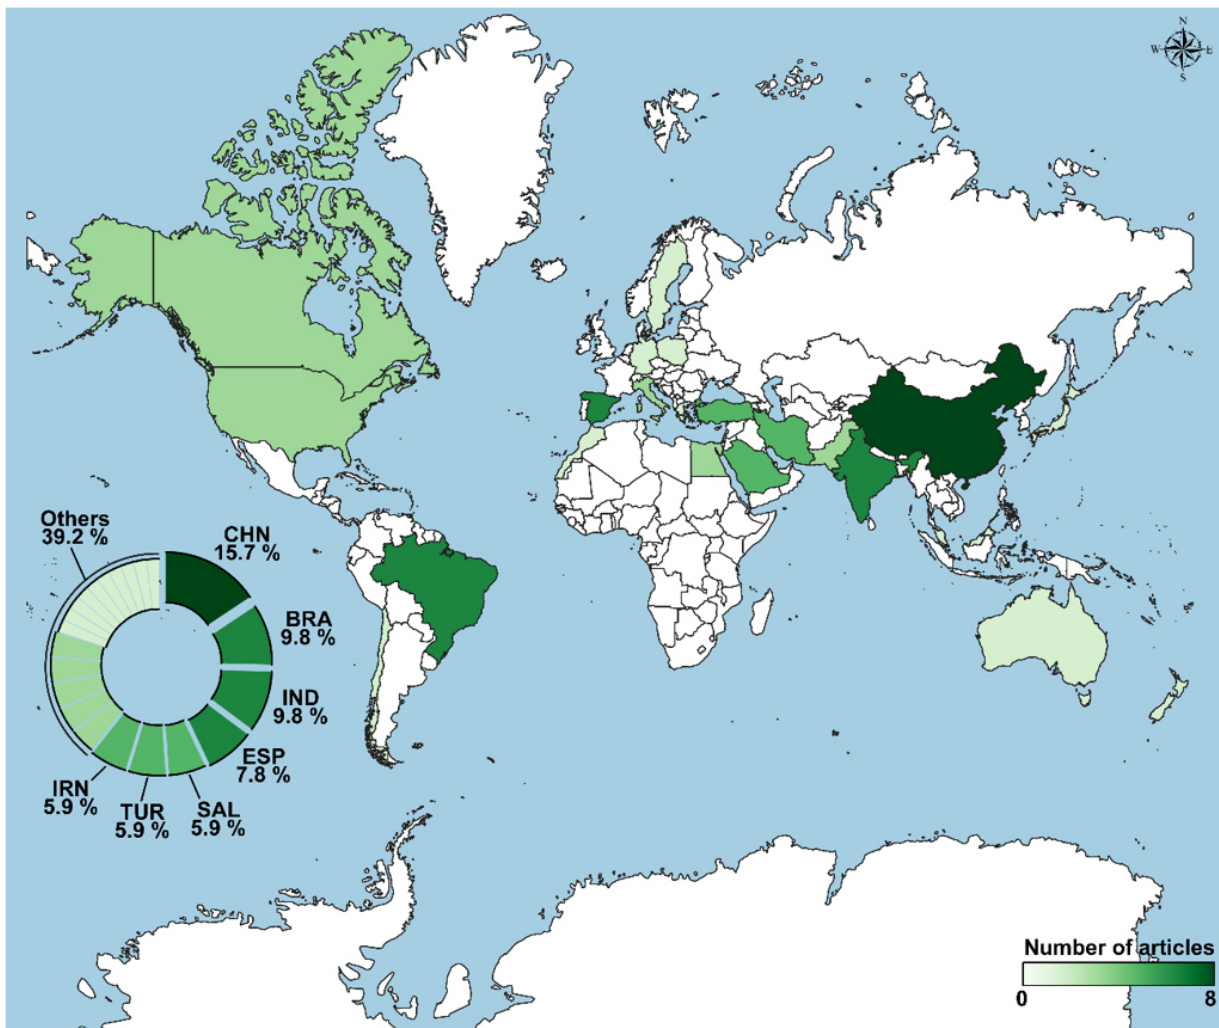 N
W E
S
Others
39.2 %
CHN
15.7 %
BRA
9.8 %
IND
9.8 %
ESP
7.8 %
SAL
5.9 %
TUR
5.9 %
IRN
5.9 %
Number of articles
0 8